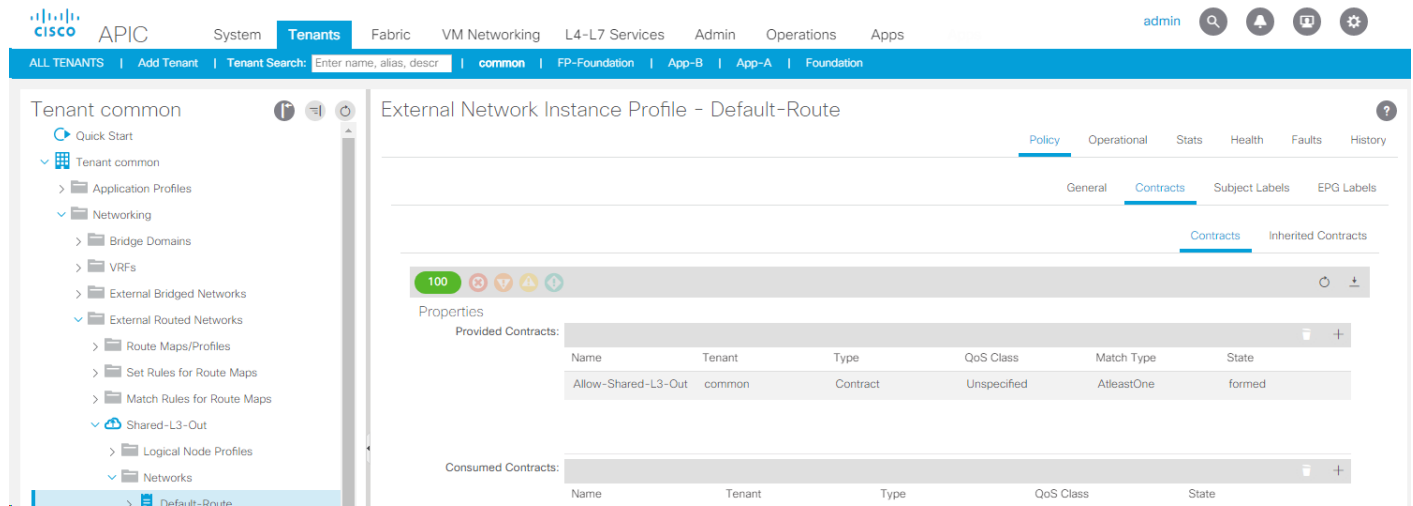 CISCO APIC System Tenants Fabric VM Networking L4-L7 Services Admin Operations Apps admin
ALL TENANTS | Add Tenant | Tenant Search: Enter name, alias, descr | common | FP-Foundation | App-B | App-A | Foundation
Tenant common
Quick Start
Tenant common
Application Profiles
Networking
Bridge Domains
VRFs
External Bridged Networks
External Routed Networks
Route Maps/Profiles
Set Rules for Route Maps
Match Rules for Route Maps
Shared-L3-Out
Logical Node Profiles
Networks
Default-Route
External Network Instance Profile - Default-Route
Policy Operational Stats Health Faults History
General Contracts Subject Labels EPG Labels
Contracts Inherited Contracts
100
Properties
Provided Contracts:
Name Tenant Type QoS Class Match Type State
Allow-Shared-L3-Out common Contract Unspecified AtleastOne formed
Consumed Contracts:
Name Tenant Type QoS Class State